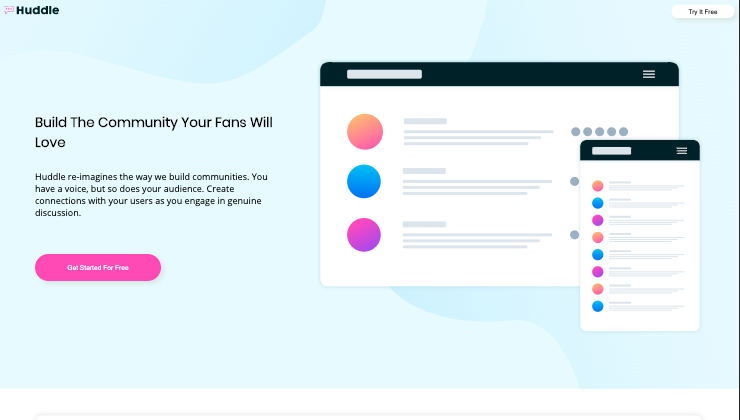 Huddle
Try It Free
Build The Community Your Fans Will
Love
Huddle re-imagines the way we build communities. You
have a voice, but so does your audience. Create
connections with your users as you engage in genuine
discussion.
Get Started For Free